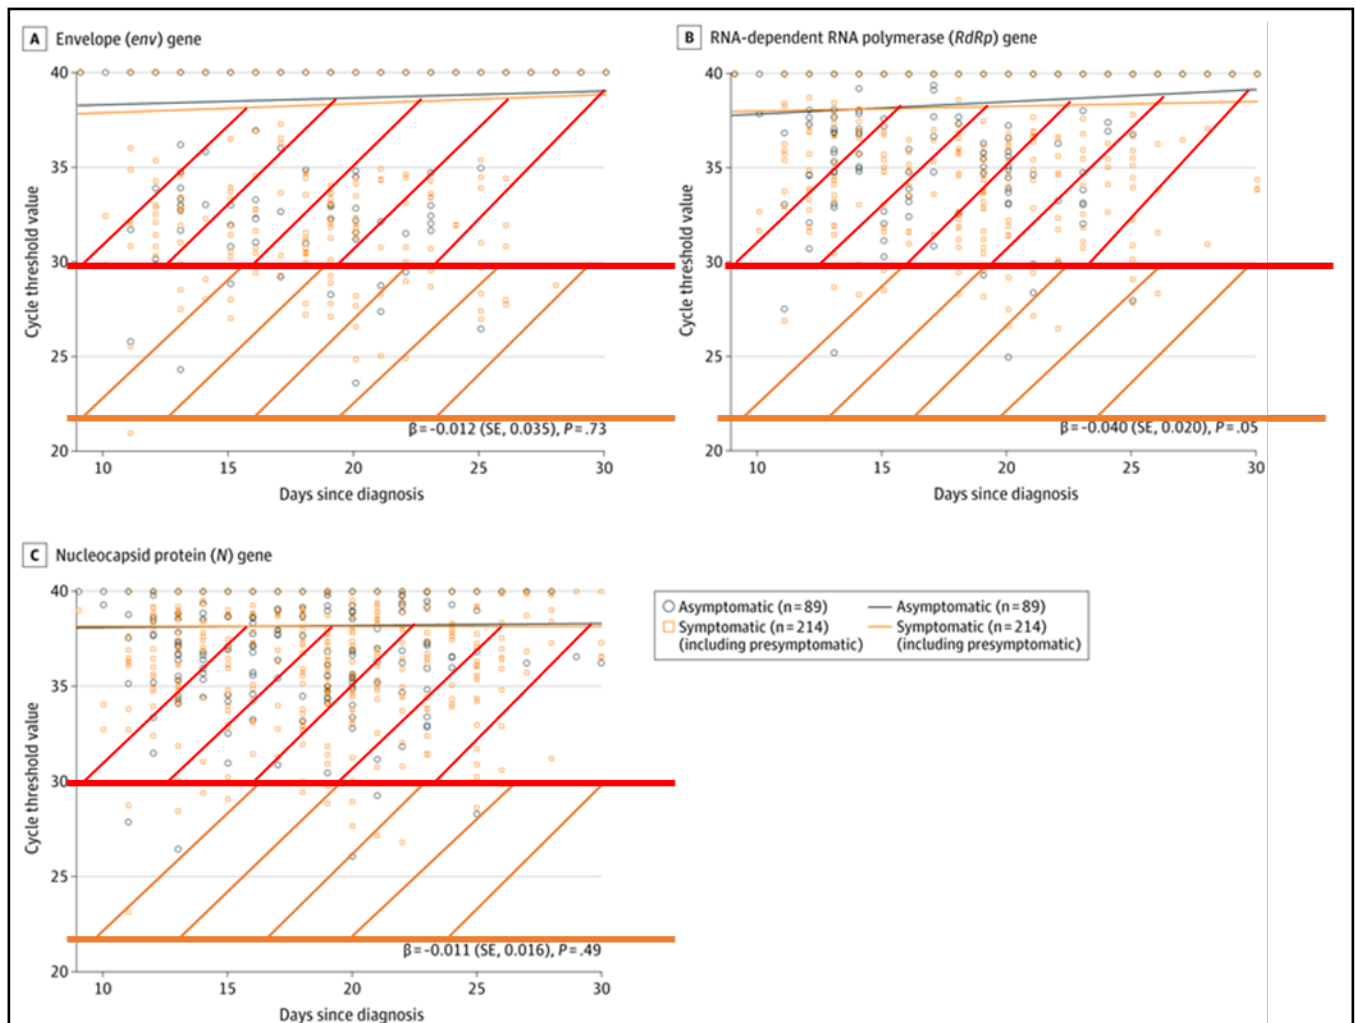 A Envelope (env) gene
40
35
30
25
20
Cycle threshold value
β=-0.012 (SE, 0.035), P=.73
10 15 20 25 30
Days since diagnosis
B RNA-dependent RNA polymerase (RdRp) gene
40
35
30
25
20
Cycle threshold value
β=-0.040 (SE, 0.020), P=.05
10 15 20 25 30
Days since diagnosis
C Nucleocapsid protein (N) gene
40
35
30
25
20
Cycle threshold value
β=-0.011 (SE, 0.016), P=.49
10 15 20 25 30
Days since diagnosis
Asymptomatic (n=89)
Symptomatic (n=214)
(including presymptomatic)
Asymptomatic (n=89)
Symptomatic (n=214)
(including presymptomatic)